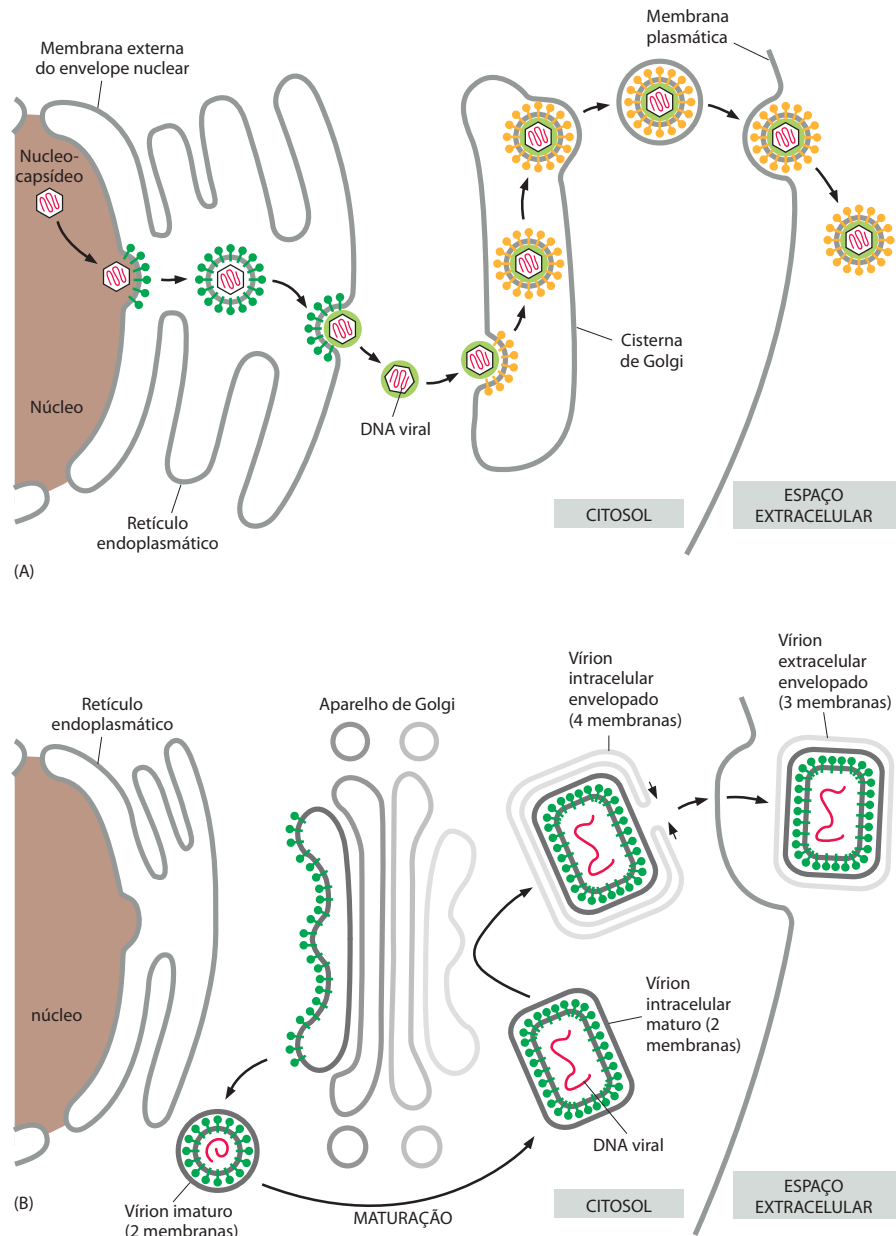 Membrana
plasmática
Membrana externa
do envelope nuclear
Nucleo-
capsídeo
Núcleo
Cisterna
de Golgi
DNA viral
Retículo
endoplasmático
CITOSOL
ESPAÇO
EXTRACELULAR
(A)
Vírion
intracelular
envelopado
(4 membranas)
Vírion
extracelular
envelopado
(3 membranas)
Retículo
endoplasmático
Aparelho de Golgi
núcleo
Vírion
intracelular
maturo (2
membranas)
DNA viral
(B)
Vírion imaturo
(2 membranas)
MATURAÇÃO
CITOSOL
ESPAÇO
EXTRACELULAR